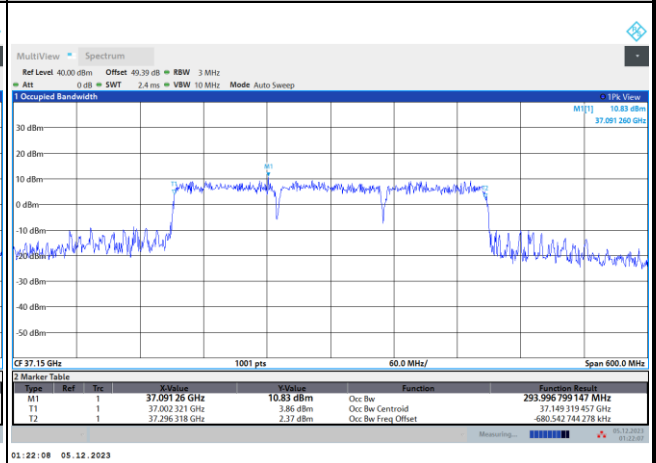 MultiView Spectrum
Ref Level 40.00 dBm Offset 49.39 dB RBW 3 MHz
Att 0 dB SWT 2.4 ms VBW 10 MHz Mode Auto Sweep
1 Occupied Bandwidth 1Pk View
M1[1] 10.83 dBm
37.091 260 GHz
30 dBm
20 dBm
M1
10 dBm
T1 T2
0 dBm
-10 dBm
-20 dBm
-30 dBm
-40 dBm
-50 dBm
CF 37.15 GHz 1001 pts 60.0 MHz/ Span 600.0 MHz
2 Marker Table
Type Ref Trc X-Value Y-Value Function Function Result
M1 1 37.091 26 GHz 10.83 dBm Occ Bw 293.996 799 147 MHz
T1 1 37.002 321 GHz 3.86 dBm Occ Bw Centroid 37.149 319 457 GHz
T2 1 37.296 318 GHz 2.37 dBm Occ Bw Freq Offset -680.542 744 278 kHz
Measuring... 05.12.2023
01:22:07
01:22:08 05.12.2023